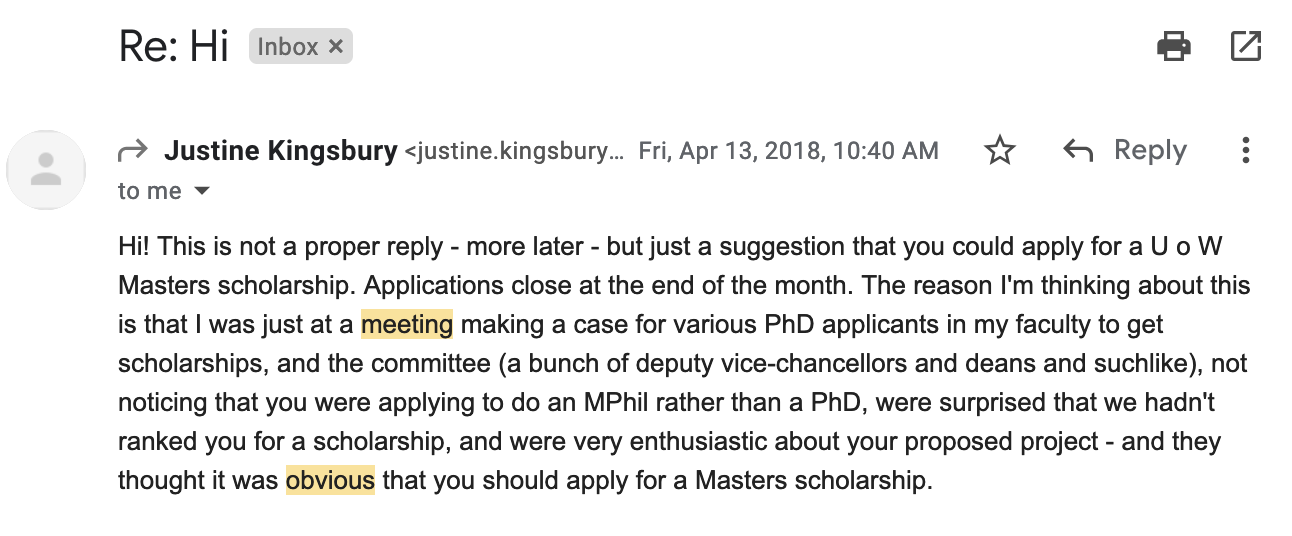 Re: Hi Inbox ×
Justine Kingsbury <justine.kingsbury... Fri, Apr 13, 2018, 10:40 AM Reply
to me
Hi! This is not a proper reply - more later - but just a suggestion that you could apply for a U o W
Masters scholarship. Applications close at the end of the month. The reason I'm thinking about this
is that I was just at a meeting making a case for various PhD applicants in my faculty to get
scholarships, and the committee (a bunch of deputy vice-chancellors and deans and suchlike), not
noticing that you were applying to do an MPhil rather than a PhD, were surprised that we hadn't
ranked you for a scholarship, and were very enthusiastic about your proposed project - and they
thought it was obvious that you should apply for a Masters scholarship.